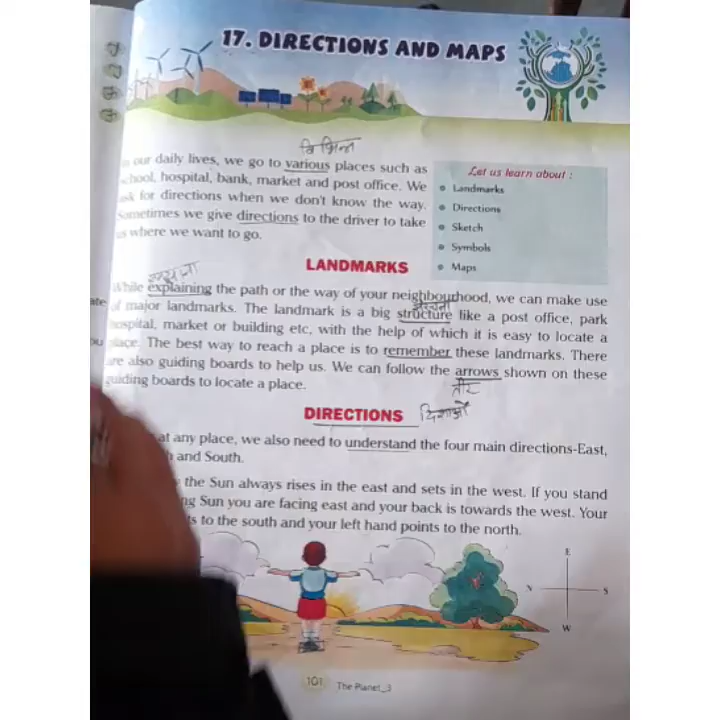 17. DIRECTIONS AND MAPS
विभिन्न
our daily lives, we go to various places such as
school, hospital, bank, market and post office. We
ask for directions when we don't know the way.
Sometimes we give directions to the driver to take
us where we want to go.
Let us learn about :
Landmarks
Directions
Sketch
Symbols
Maps
LANDMARKS
While explaining the path or the way of your neighbourhood, we can make use
of major landmarks. The landmark is a big structure like a post office, park
hospital, market or building etc, with the help of which it is easy to locate a
place. The best way to reach a place is to remember these landmarks. There
are also guiding boards to help us. We can follow the arrows shown on these
guiding boards to locate a place.
तीर
DIRECTIONS दिशाओं
at any place, we also need to understand the four main directions-East,
and South.
the Sun always rises in the east and sets in the west. If you stand
Sun you are facing east and your back is towards the west. Your
to the south and your left hand points to the north.
E
N S
W
101 The Planet_3